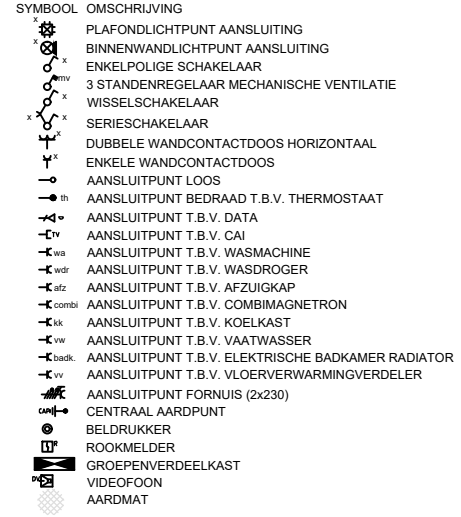 SYMBOOL OMSCHRIJVING
x PLAFONDLICHTPUNT AANSLUITING
x BINNENWANDLICHTPUNT AANSLUITING
x ENKELPOLIGE SCHAKELAAR
mv 3 STANDENREGELAAR MECHANISCHE VENTILATIE
x WISSELSCHAKELAAR
x x SERIESCHAKELAAR
x DUBBELE WANDCONTACTDOOS HORIZONTAAL
x ENKELE WANDCONTACTDOOS
AANSLUITPUNT LOOS
th AANSLUITPUNT BEDRAAD T.B.V. THERMOSTAAT
AANSLUITPUNT T.B.V. DATA
TV AANSLUITPUNT T.B.V. CAI
wa AANSLUITPUNT T.B.V. WASMACHINE
wdr AANSLUITPUNT T.B.V. WASDROGER
afz AANSLUITPUNT T.B.V. AFZUIGKAP
combi AANSLUITPUNT T.B.V. COMBIMAGNETRON
kk AANSLUITPUNT T.B.V. KOELKAST
vw AANSLUITPUNT T.B.V. VAATWASSER
badk. AANSLUITPUNT T.B.V. ELEKTRISCHE BADKAMER RADIATOR
vv AANSLUITPUNT T.B.V. VLOERVERWARMINGVERDELER
AANSLUITPUNT FORNUIS (2x230)
CENTRAAL AARDPUNT
BELDRUKKER
R ROOKMELDER
GROEPENVERDEELKAST
VIDEOFOON
AARDMAT